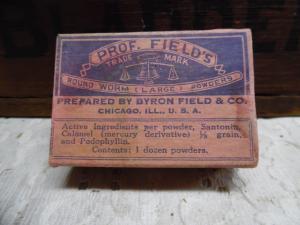 PROF. FIELD'S
TRADE MARK
ROUND WORM (LARGE) POWDERS
PREPARED BY BYRON FIELD & CO.
CHICAGO, ILL., U. S. A.
Active Ingredients per powder, Santonin,
Calomel (mercury derivative) ⅛ grain,
and Podophyllin.
Contents: 1 dozen powders.